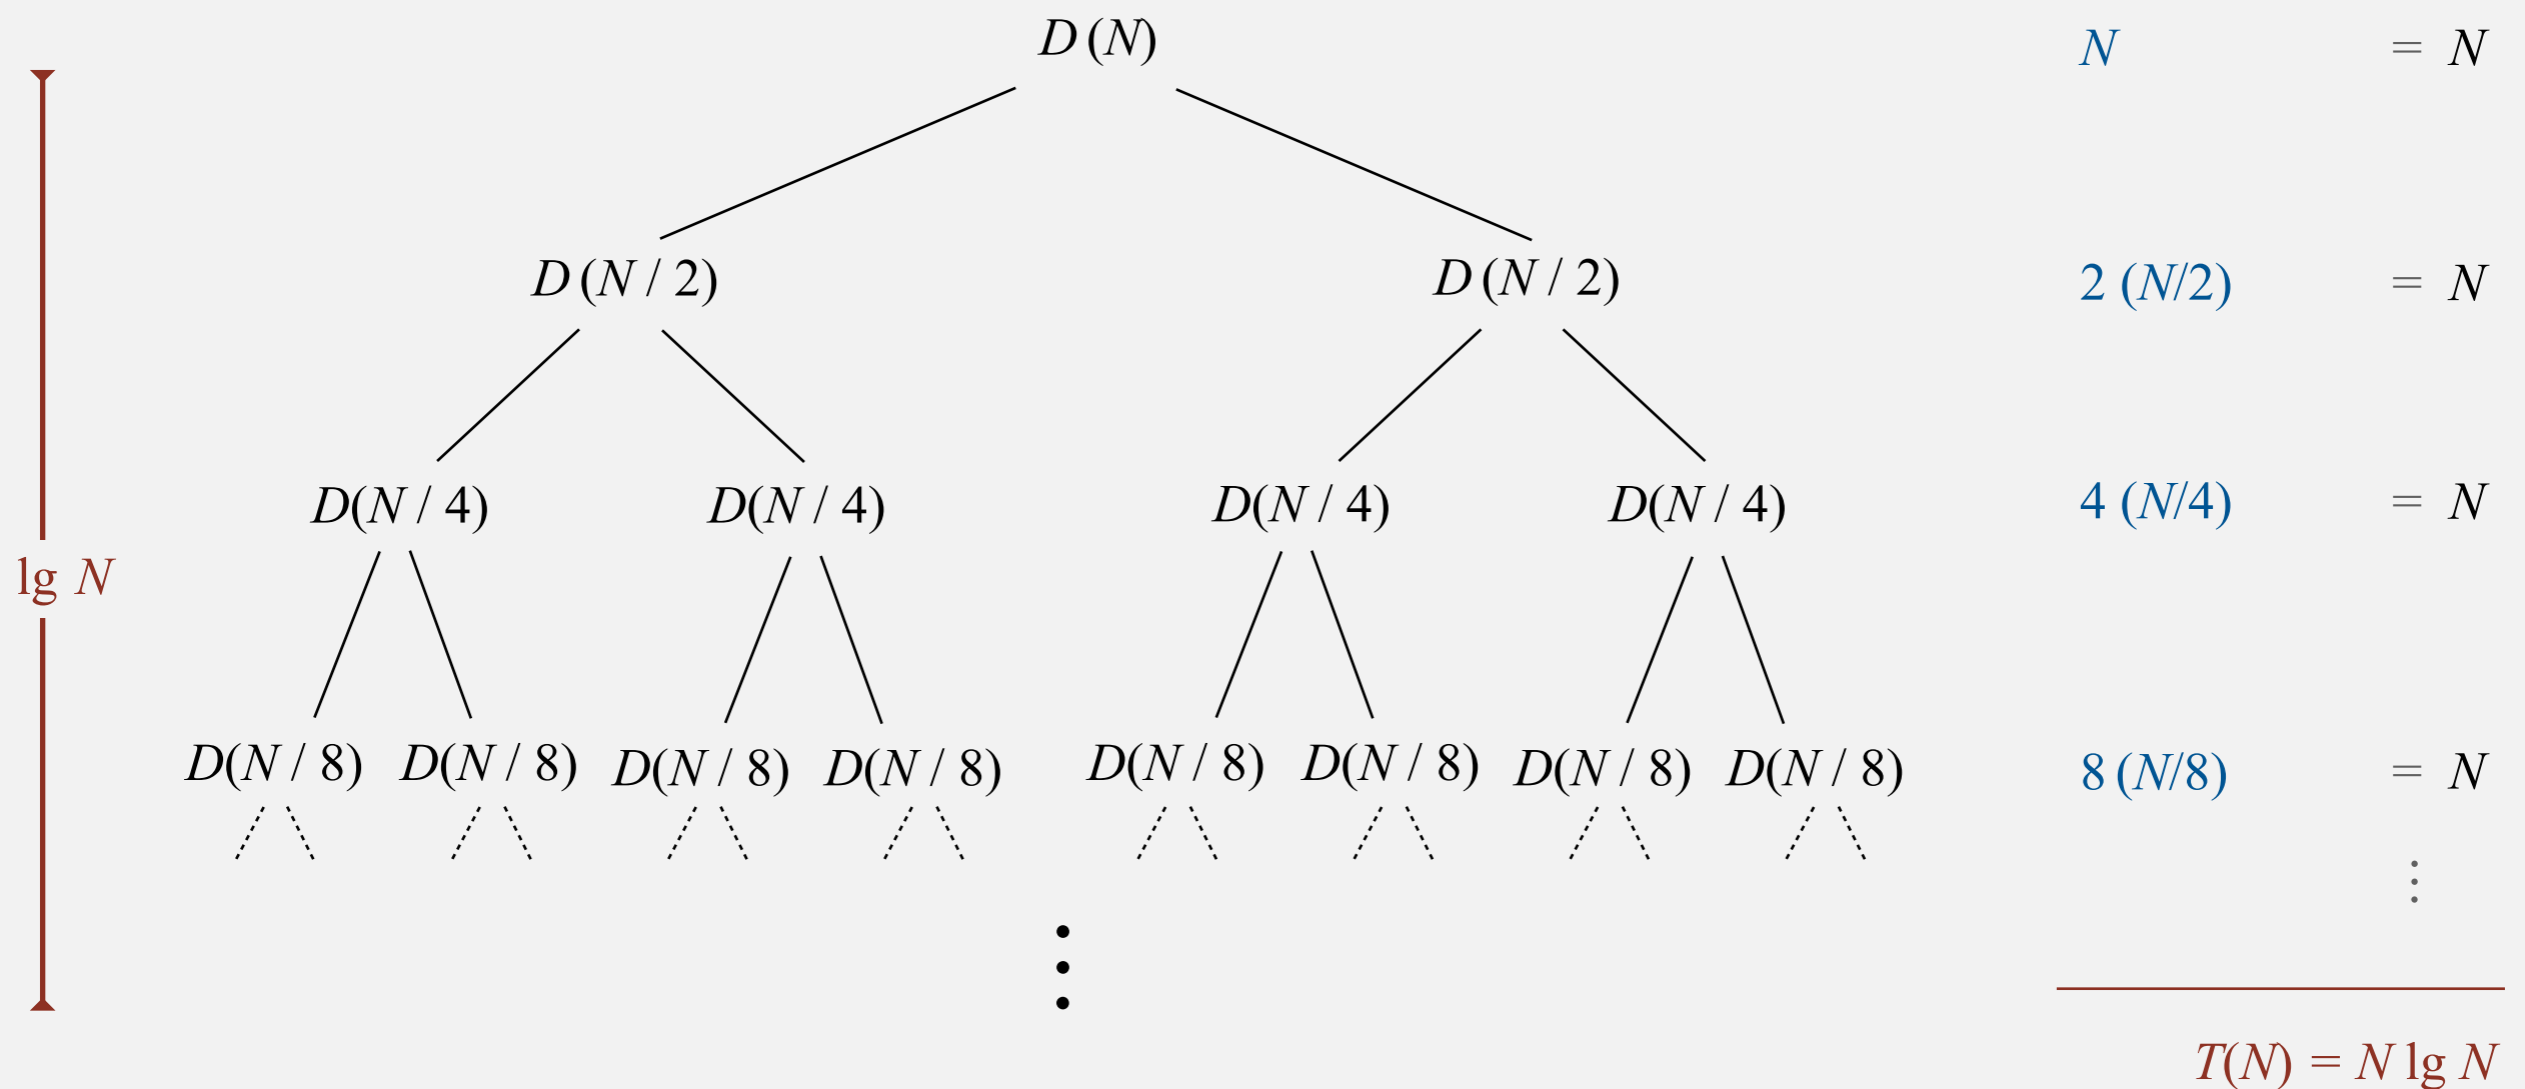 D (N) N = N
D (N / 2) D (N / 2) 2 (N/2) = N
D(N / 4) D(N / 4) D(N / 4) D(N / 4) 4 (N/4) = N
lg N
D(N / 8) D(N / 8) D(N / 8) D(N / 8) D(N / 8) D(N / 8) D(N / 8) D(N / 8) 8 (N/8) = N
T(N) = N lg N